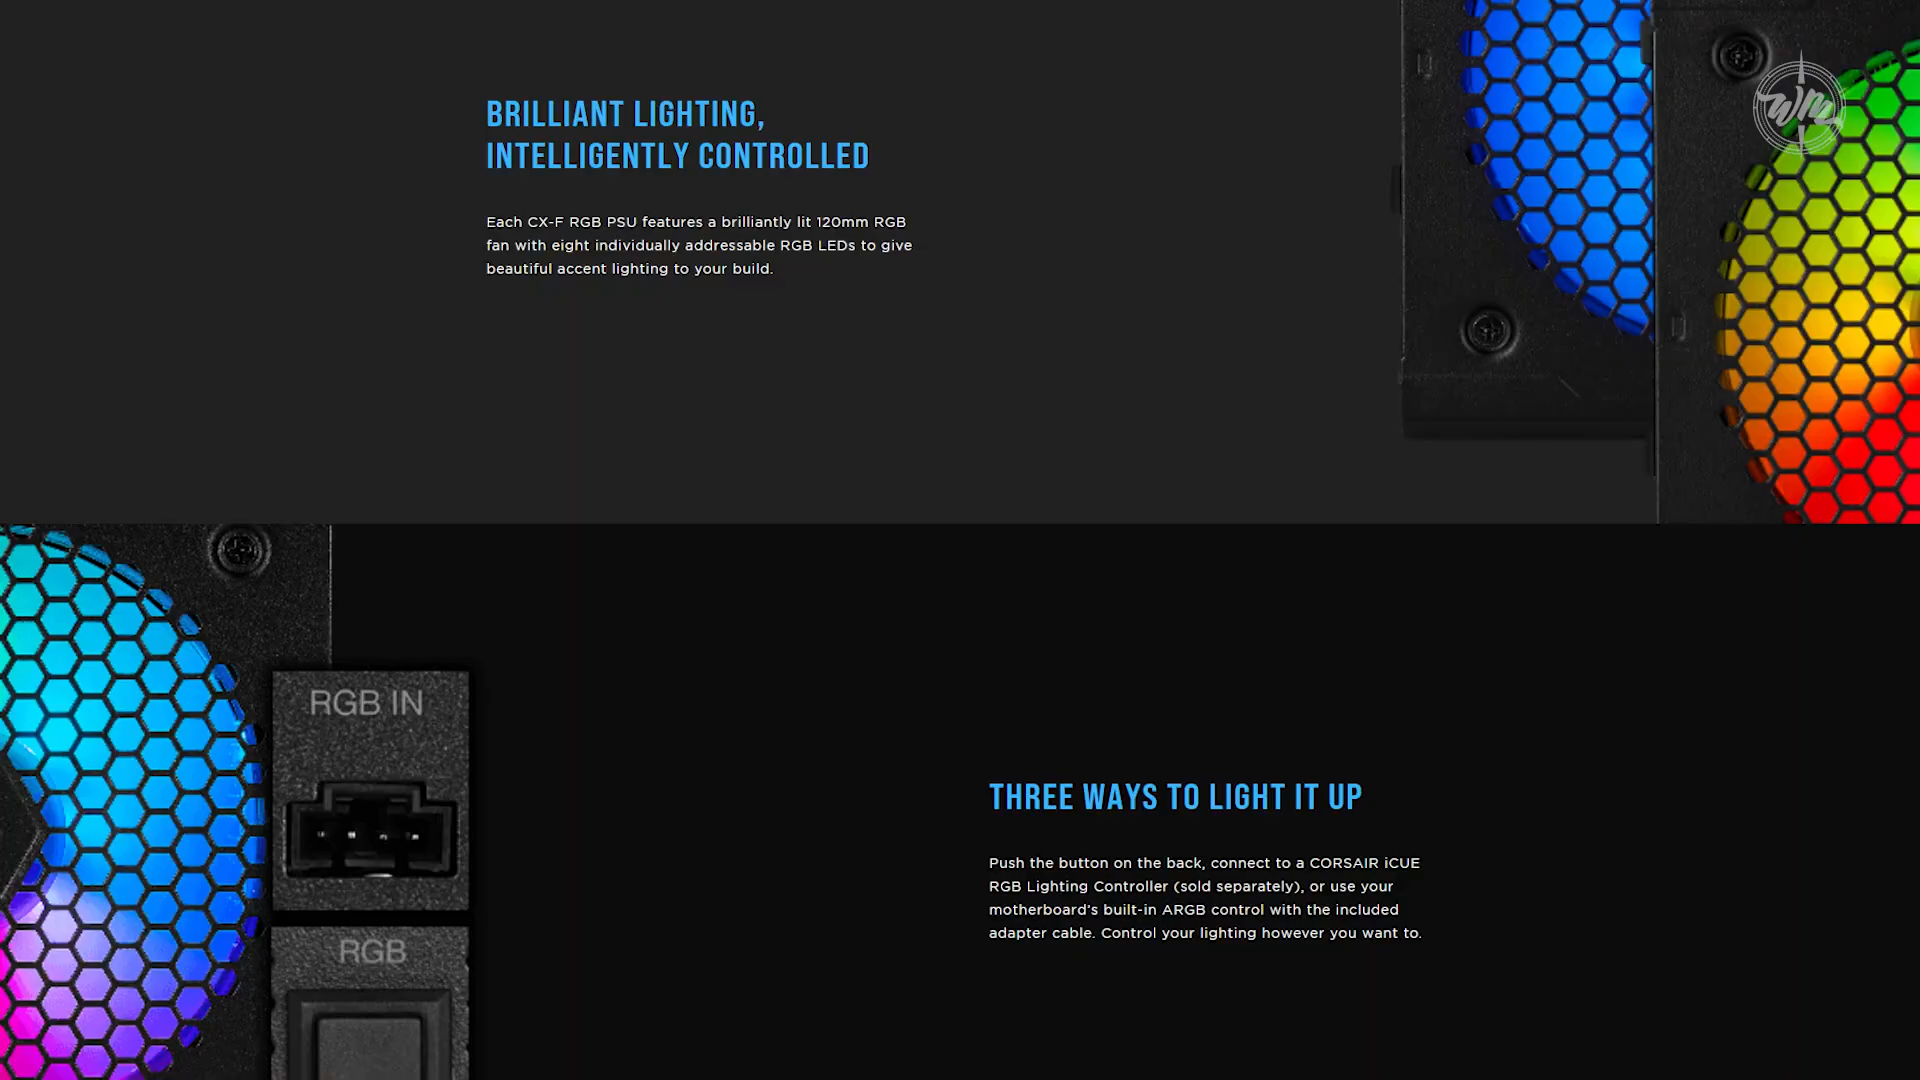 BRILLIANT LIGHTING,
INTELLIGENTLY CONTROLLED
Each CX-F RGB PSU features a brilliantly lit 120mm RGB
fan with eight individually addressable RGB LEDs to give
beautiful accent lighting to your build.
WM
RGB IN
RGB
THREE WAYS TO LIGHT IT UP
Push the button on the back, connect to a CORSAIR iCUE
RGB Lighting Controller (sold separately), or use your
motherboard's built-in ARGB control with the included
adapter cable. Control your lighting however you want to.